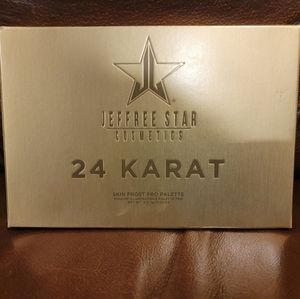 JEFFREE STAR
COSMETICS
24 KARAT
SKIN FROST PRO PALETTE